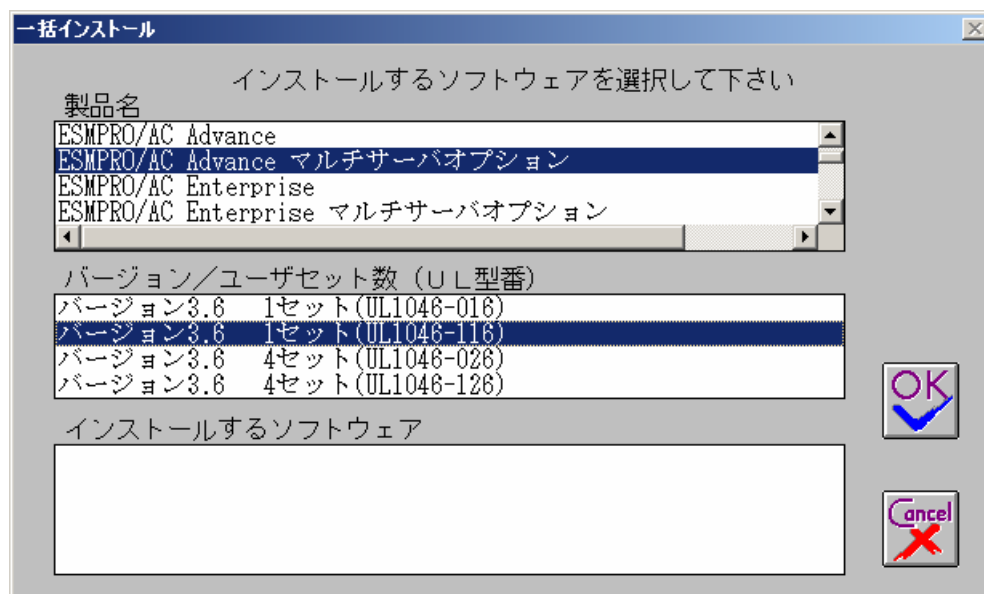 一括インストール
インストールするソフトウェアを選択して下さい
製品名
ESMPRO/AC Advance
ESMPRO/AC Advance マルチサーバオプション
ESMPRO/AC Enterprise
ESMPRO/AC Enterprise マルチサーバオプション
バージョン／ユーザセット数（ＵＬ型番）
バージョン3.6　1セット(UL1046-016)
バージョン3.6　1セット(UL1046-116)
バージョン3.6　4セット(UL1046-026)
バージョン3.6　4セット(UL1046-126)
OK
インストールするソフトウェア
Cancel